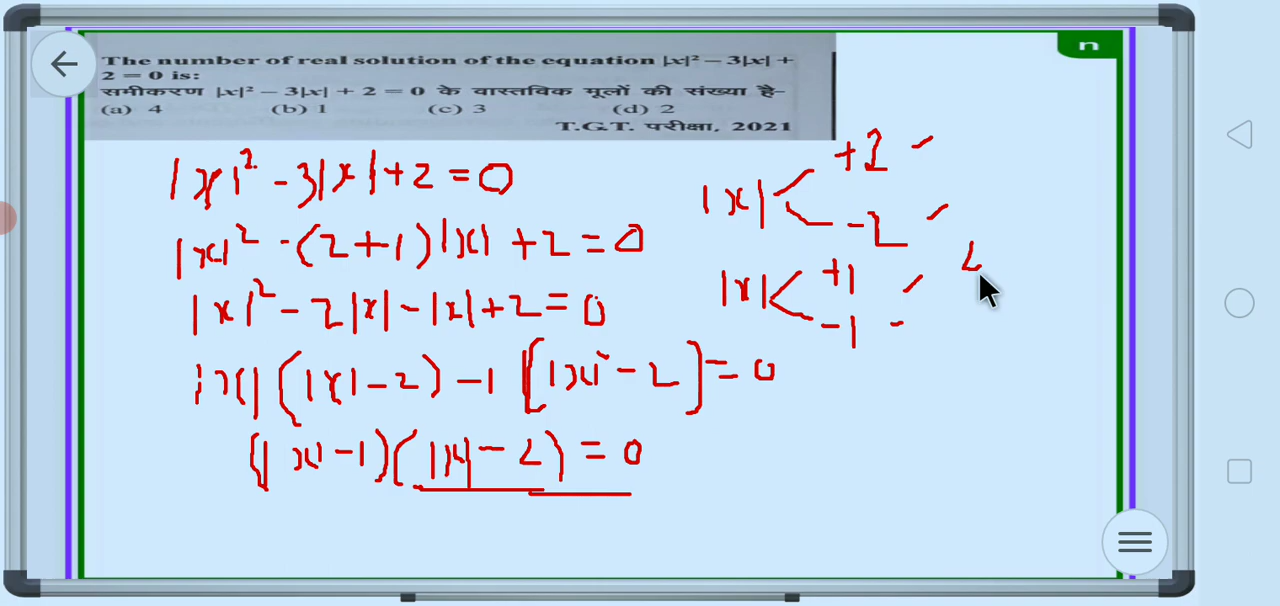 n
The number of real solution of the equation |x|² − 3|x| +
2 = 0 is:
समीकरण |x|² − 3|x| + 2 = 0 के वास्तविक मूलों की संख्या है-
(a) 4 (b) 1 (c) 3 (d) 2
T.G.T. परीक्षा, 2021
|x|² - 3|x| + 2 = 0
|x|² - (2+1)|x| + 2 = 0
|x|² - 2|x| - |x| + 2 = 0
|x|(|x| - 2) - 1[|x| - 2] = 0
(|x| - 1)(|x| - 2) = 0
|x| < +2
-2
|x| < +1
-1
4